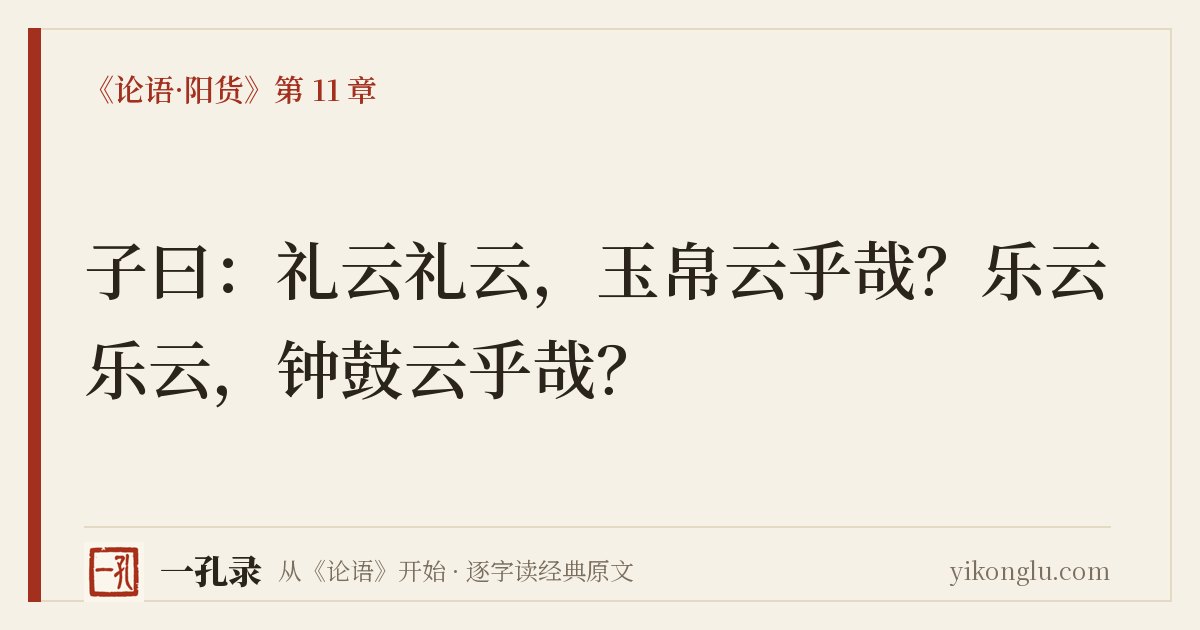 《论语·阳货》第 11 章
子曰：礼云礼云，玉帛云乎哉？乐云
乐云，钟鼓云乎哉？
一孔
一孔录 从《论语》开始 · 逐字读经典原文 yikonglu.com